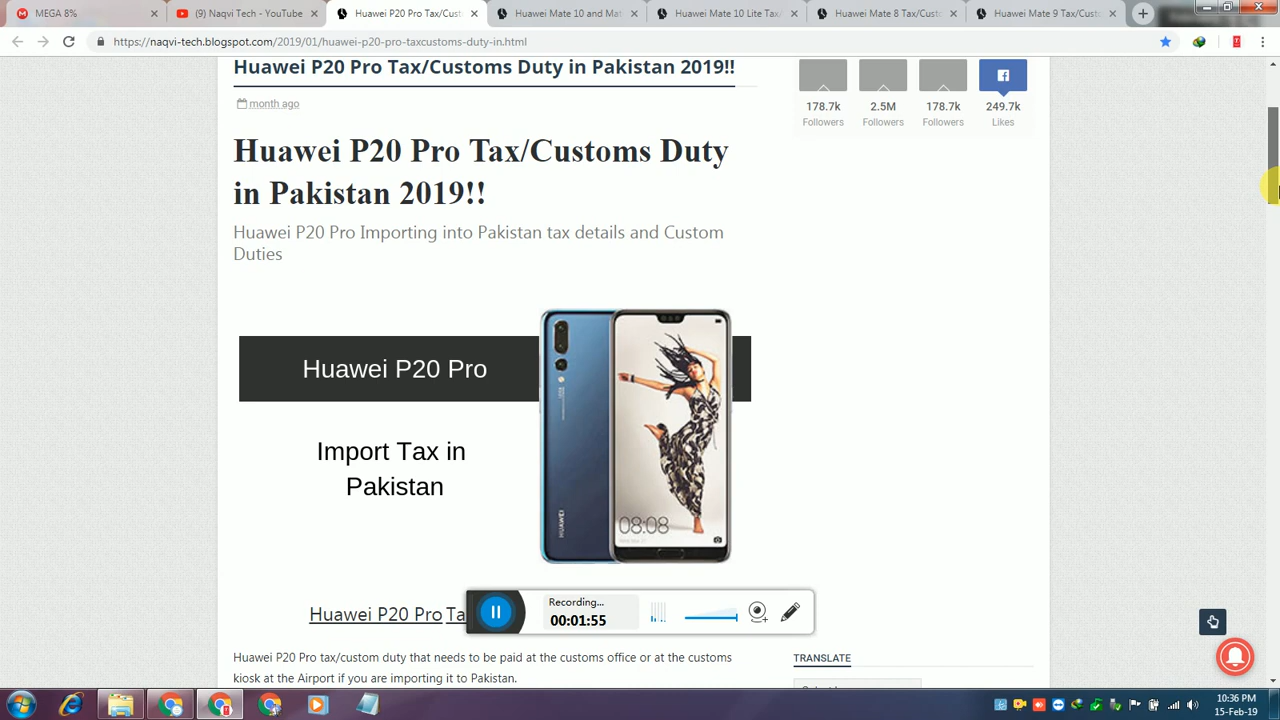 MEGA 8%
(9) Naqvi Tech - YouTube
Huawei P20 Pro Tax/Cust
Huawei Mate 10 and Mat
Huawei Mate 10 Lite Tax
Huawei Mate 8 Tax/Custo
Huawei Mate 9 Tax/Custo
https://naqvi-tech.blogspot.com/2019/01/huawei-p20-pro-taxcustoms-duty-in.html
Huawei P20 Pro Tax/Customs Duty in Pakistan 2019!!
month ago
178.7k
2.5M
178.7k
249.7k
Followers
Followers
Followers
Likes
Huawei P20 Pro Tax/Customs Duty
in Pakistan 2019!!
Huawei P20 Pro Importing into Pakistan tax details and Custom
Duties
Huawei P20 Pro
Import Tax in
Pakistan
HUAWEI
08:08
Huawei P20 Pro Ta
Recording...
00:01:55
Huawei P20 Pro tax/custom duty that needs to be paid at the customs office or at the customs
kiosk at the Airport if you are importing it to Pakistan.
TRANSLATE
10:36 PM
15-Feb-19